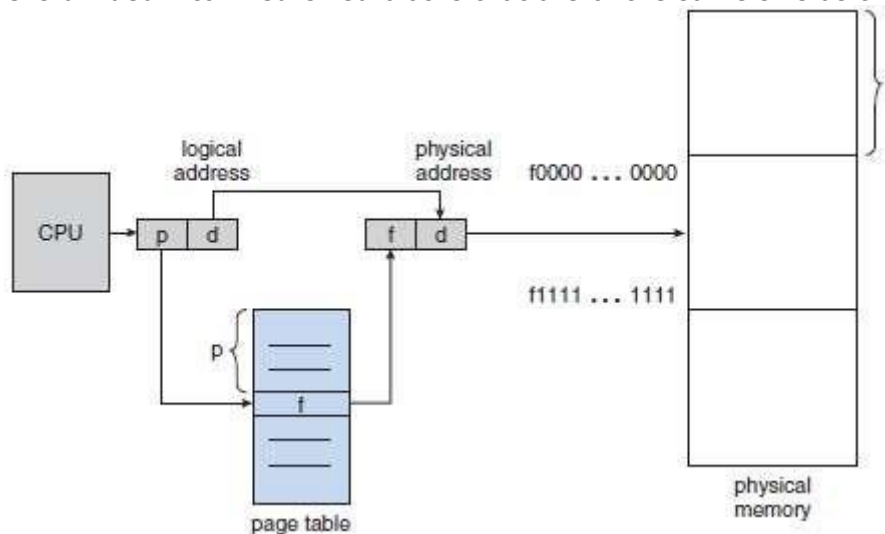 logical
address
physical
address
f0000 ... 0000
CPU
p
d
f
d
f1111 ... 1111
p
f
page table
physical
memory